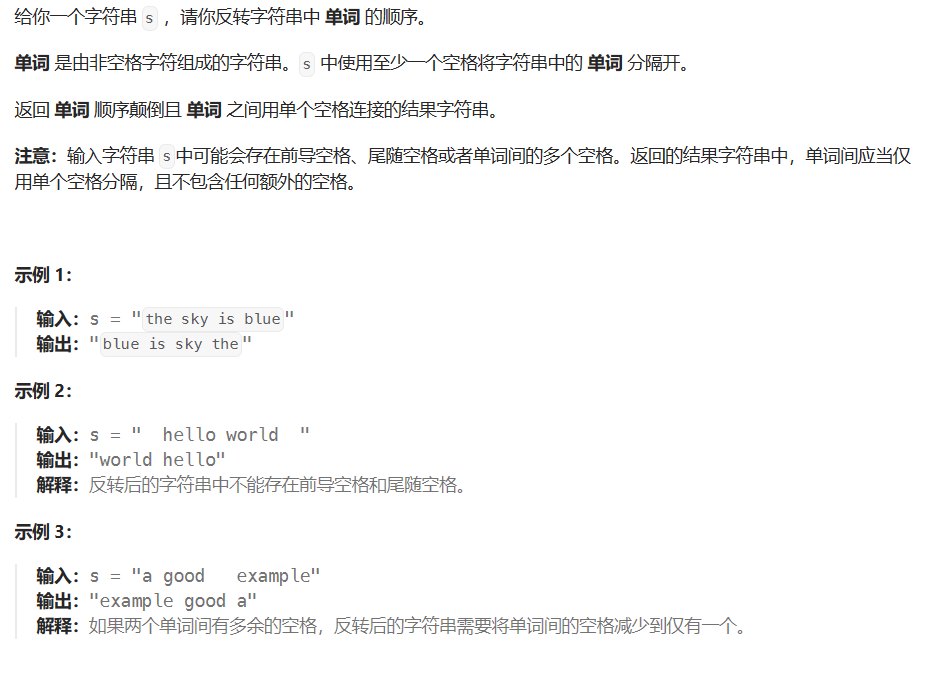 给你一个字符串 s ，请你反转字符串中 单词 的顺序。
单词 是由非空格字符组成的字符串。s 中使用至少一个空格将字符串中的 单词 分隔开。
返回 单词 顺序颠倒且 单词 之间用单个空格连接的结果字符串。
注意：输入字符串 s中可能会存在前导空格、尾随空格或者单词间的多个空格。返回的结果字符串中，单词间应当仅
用单个空格分隔，且不包含任何额外的空格。
示例 1：
输入：s = "the sky is blue"
输出："blue is sky the"
示例 2：
输入：s = "  hello world  "
输出："world hello"
解释：反转后的字符串中不能存在前导空格和尾随空格。
示例 3：
输入：s = "a good   example"
输出："example good a"
解释：如果两个单词间有多余的空格，反转后的字符串需要将单词间的空格减少到仅有一个。